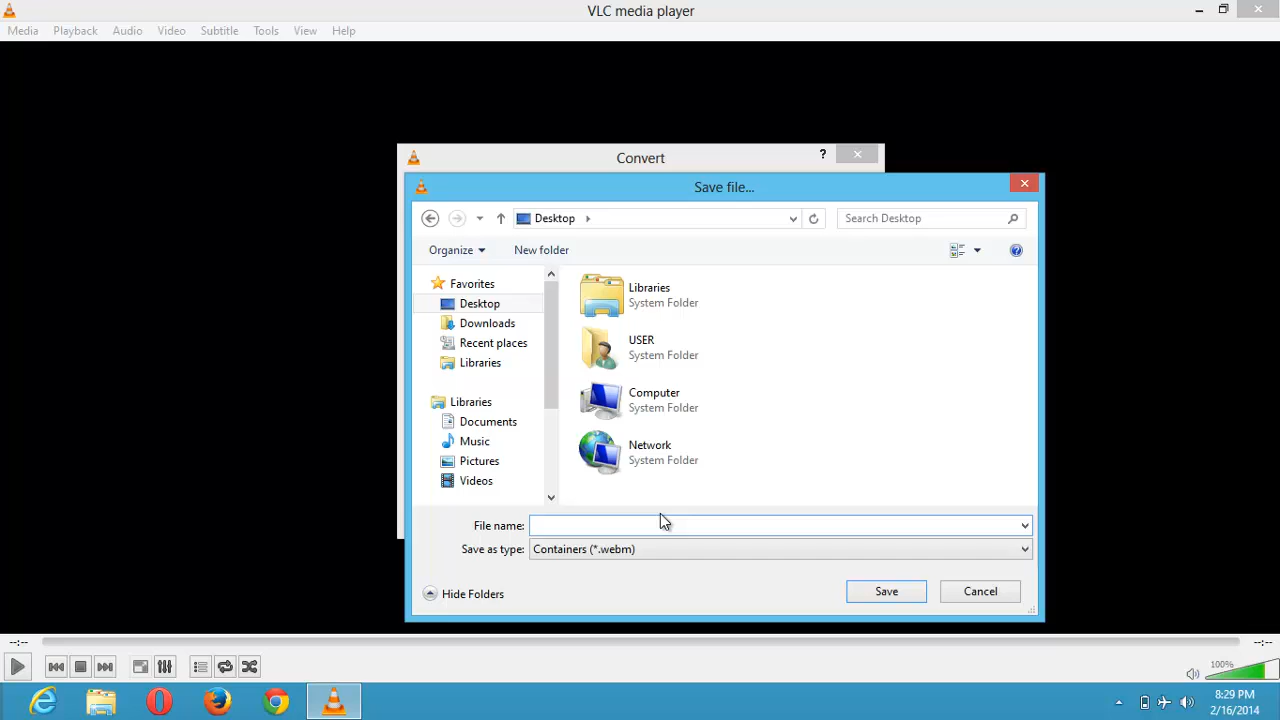 VLC media player
Media Playback Audio Video Subtitle Tools View Help
Convert
?
Save file...
Desktop
Search Desktop
Organize
New folder
Favorites
Desktop
Downloads
Recent places
Libraries
Libraries
Documents
Music
Pictures
Videos
Libraries
System Folder
USER
System Folder
Computer
System Folder
Network
System Folder
File name:
Save as type: Containers (*.webm)
Hide Folders
Save
Cancel
--:-- --:--
100%
8:29 PM
2/16/2014